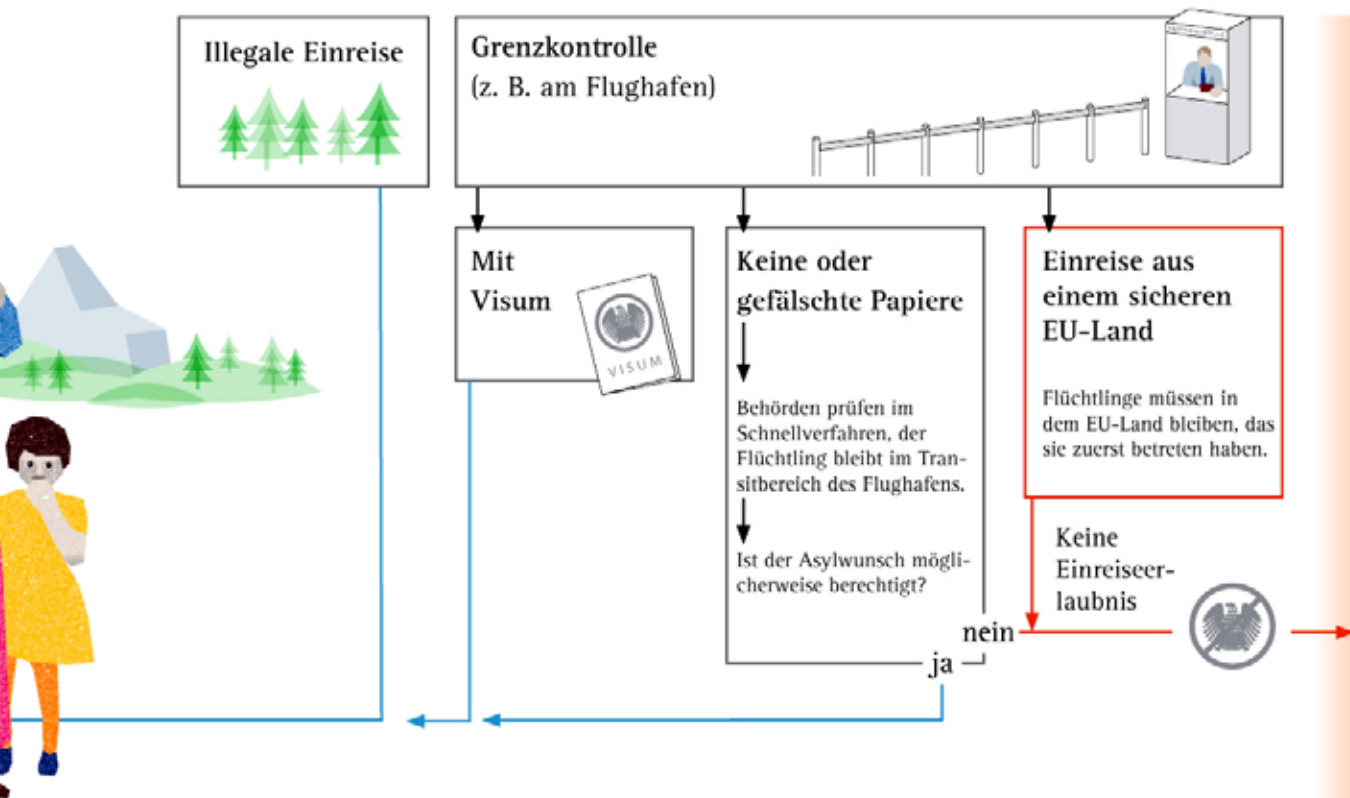 Illegale Einreise
Grenzkontrolle
(z. B. am Flughafen)
Mit
Visum
VISUM
Keine oder
gefälschte Papiere
Behörden prüfen im
Schnellverfahren, der
Flüchtling bleibt im Tran-
sitbereich des Flughafens.
Ist der Asylwunsch mögli-
cherweise berechtigt?
nein
ja
Einreise aus
einem sicheren
EU-Land
Flüchtlinge müssen in
dem EU-Land bleiben, das
sie zuerst betreten haben.
Keine
Einreiseer-
laubnis